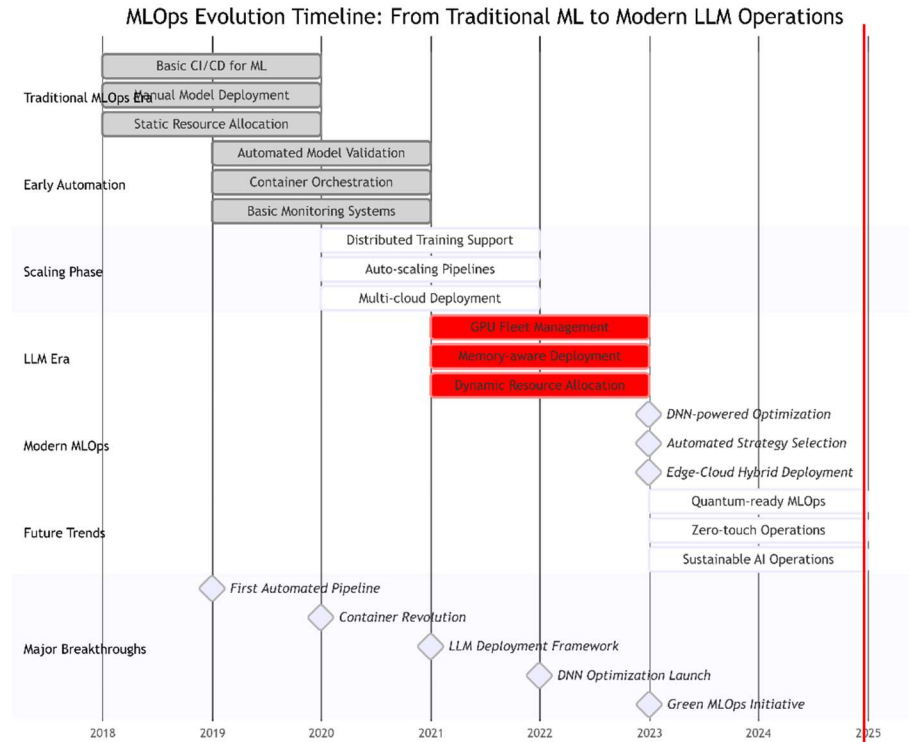 MLOps Evolution Timeline: From Traditional ML to Modern LLM Operations
Basic CI/CD for ML
Traditional MLOps Era
Manual Model Deployment
Static Resource Allocation
Automated Model Validation
Early Automation
Container Orchestration
Basic Monitoring Systems
Distributed Training Support
Scaling Phase
Auto-scaling Pipelines
Multi-cloud Deployment
GPU Fleet Management
LLM Era
Memory-aware Deployment
Dynamic Resource Allocation
DNN-powered Optimization
Modern MLOps
Automated Strategy Selection
Edge-Cloud Hybrid Deployment
Quantum-ready MLOps
Future Trends
Zero-touch Operations
Sustainable AI Operations
First Automated Pipeline
Container Revolution
Major Breakthroughs
LLM Deployment Framework
DNN Optimization Launch
Green MLOps Initiative
2018 2019 2020 2021 2022 2023 2024 2025